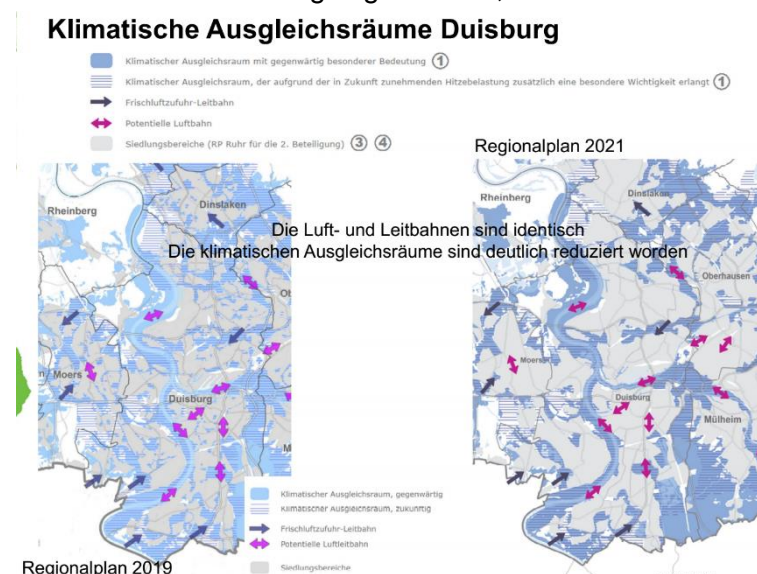 Klimatische Ausgleichsräume Duisburg
Klimatischer Ausgleichsraum mit gegenwärtig besonderer Bedeutung ①
Klimatischer Ausgleichsraum, der aufgrund der in Zukunft zunehmenden Hitzebelastung zusätzlich eine besondere Wichtigkeit erlangt ①
Frischluftzufuhr-Leitbahn
Potentielle Luftbahn
Siedlungsbereiche (RP Ruhr für die 2. Beteiligung) ③ ④
Regionalplan 2021
Rheinberg
Dinslaken
Rheinberg
Dinslaken
Die Luft- und Leitbahnen sind identisch
Die klimatischen Ausgleichsräume sind deutlich reduziert worden
Oberhausen
Moers
Duisburg
Moers
Duisburg
Mülheim
Klimatischer Ausgleichsraum, gegenwärtig
Klimatischer Ausgleichsraum, zukünftig
Frischluftzufuhr-Leitbahn
Potentielle Luftleitbahn
Siedlungsbereiche
Regionalplan 2019